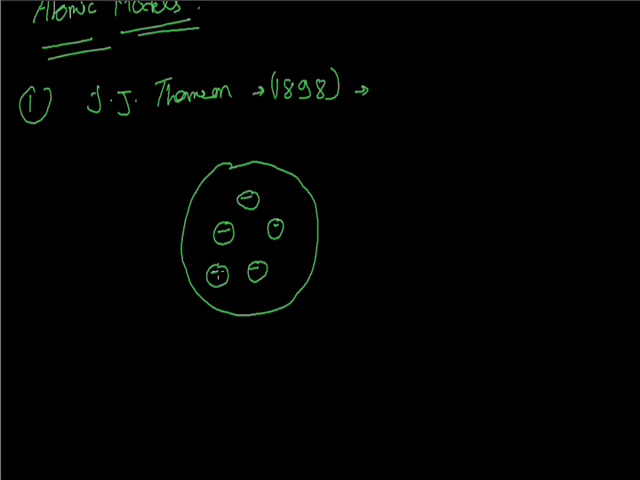 Atomic Models.
① J. J. Thomson → (1898) →
−
− -
− −